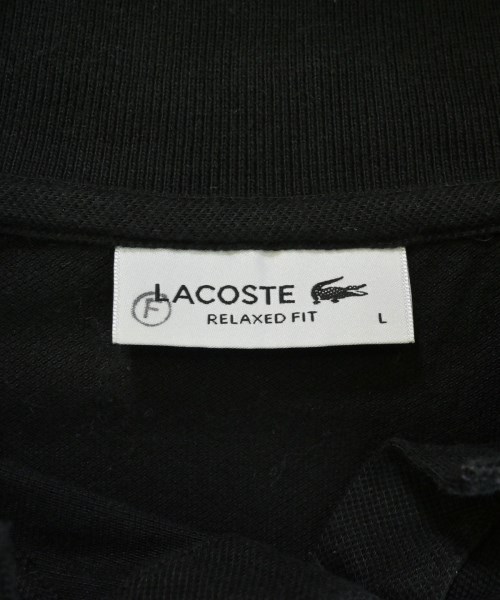 LACOSTE
F
RELAXED FIT L